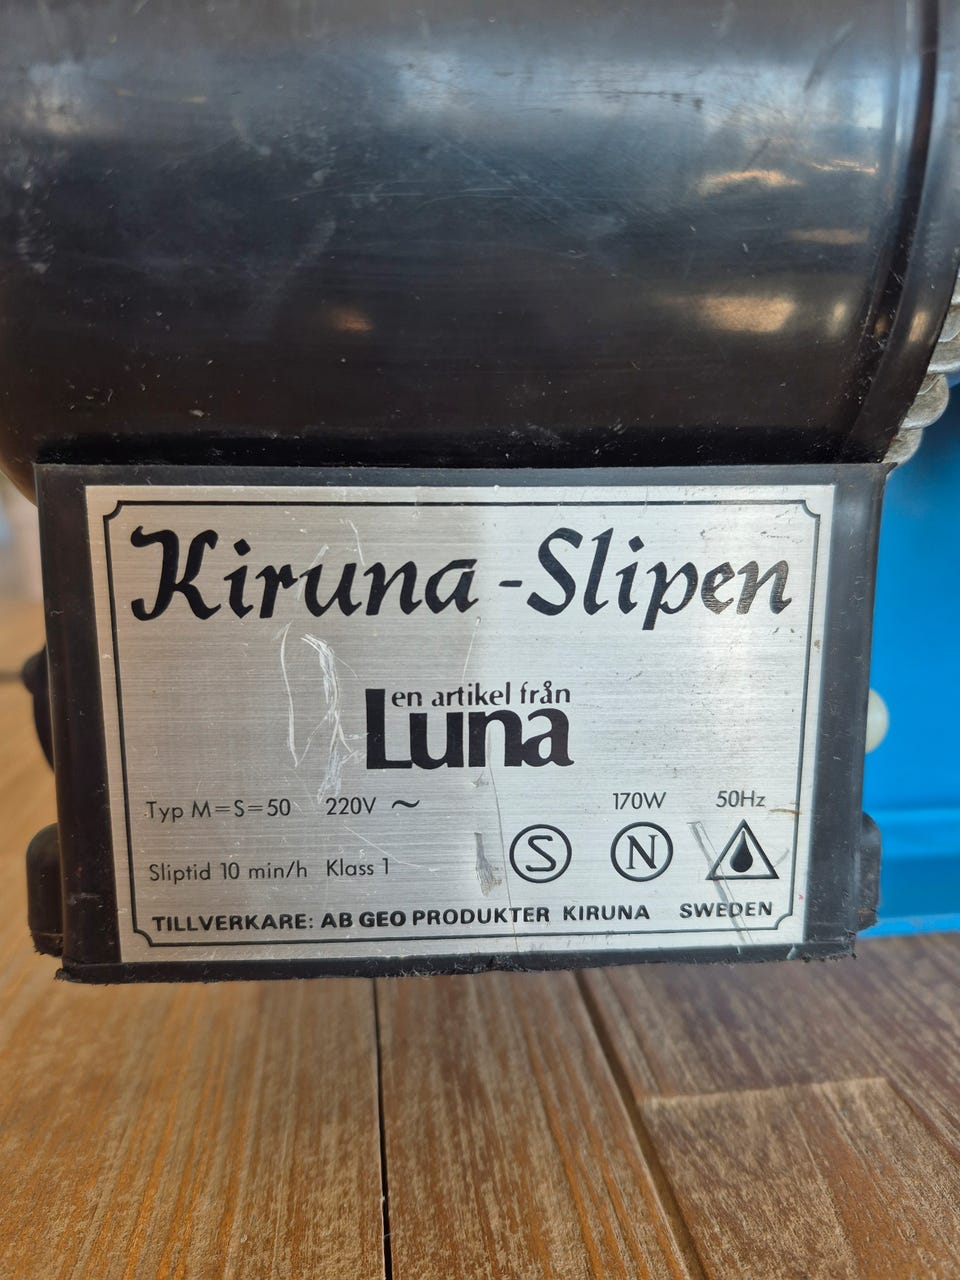 Kiruna-Slipen
en artikel från
Luna
Typ M=S=50 220V ~ 170W 50Hz
Sliptid 10 min/h Klass 1 S N
TILLVERKARE: AB GEO PRODUKTER KIRUNA SWEDEN